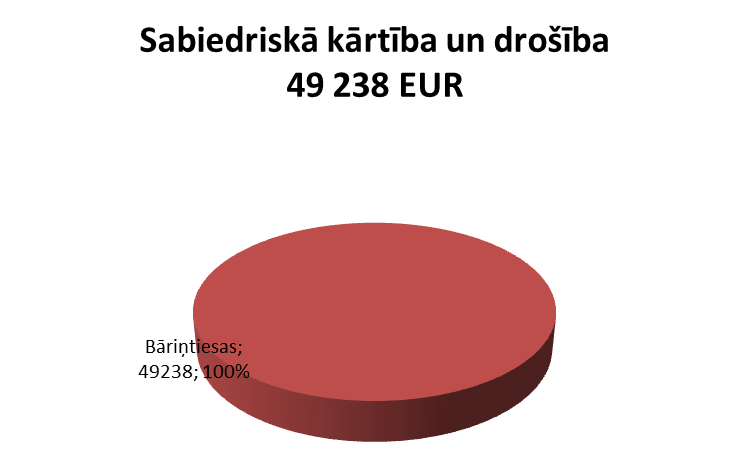 Sabiedriskā kārtība un drošība
49 238 EUR
Bāriņtiesas;
49238; 100%